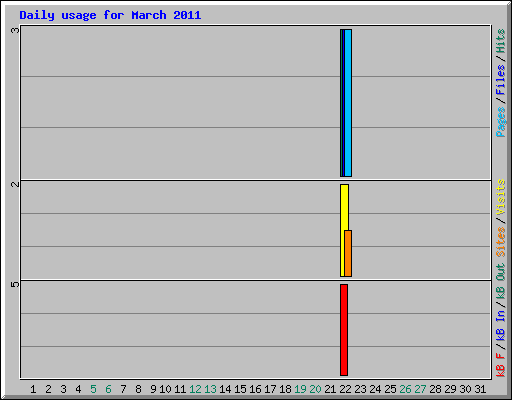 Daily usage for March 2011
3
2
5
Pages / Files / Hits
Sites / Visits
kB F / kB In / kB Out
1 2 3 4 5 6 7 8 9 10 11 12 13 14 15 16 17 18 19 20 21 22 23 24 25 26 27 28 29 30 31